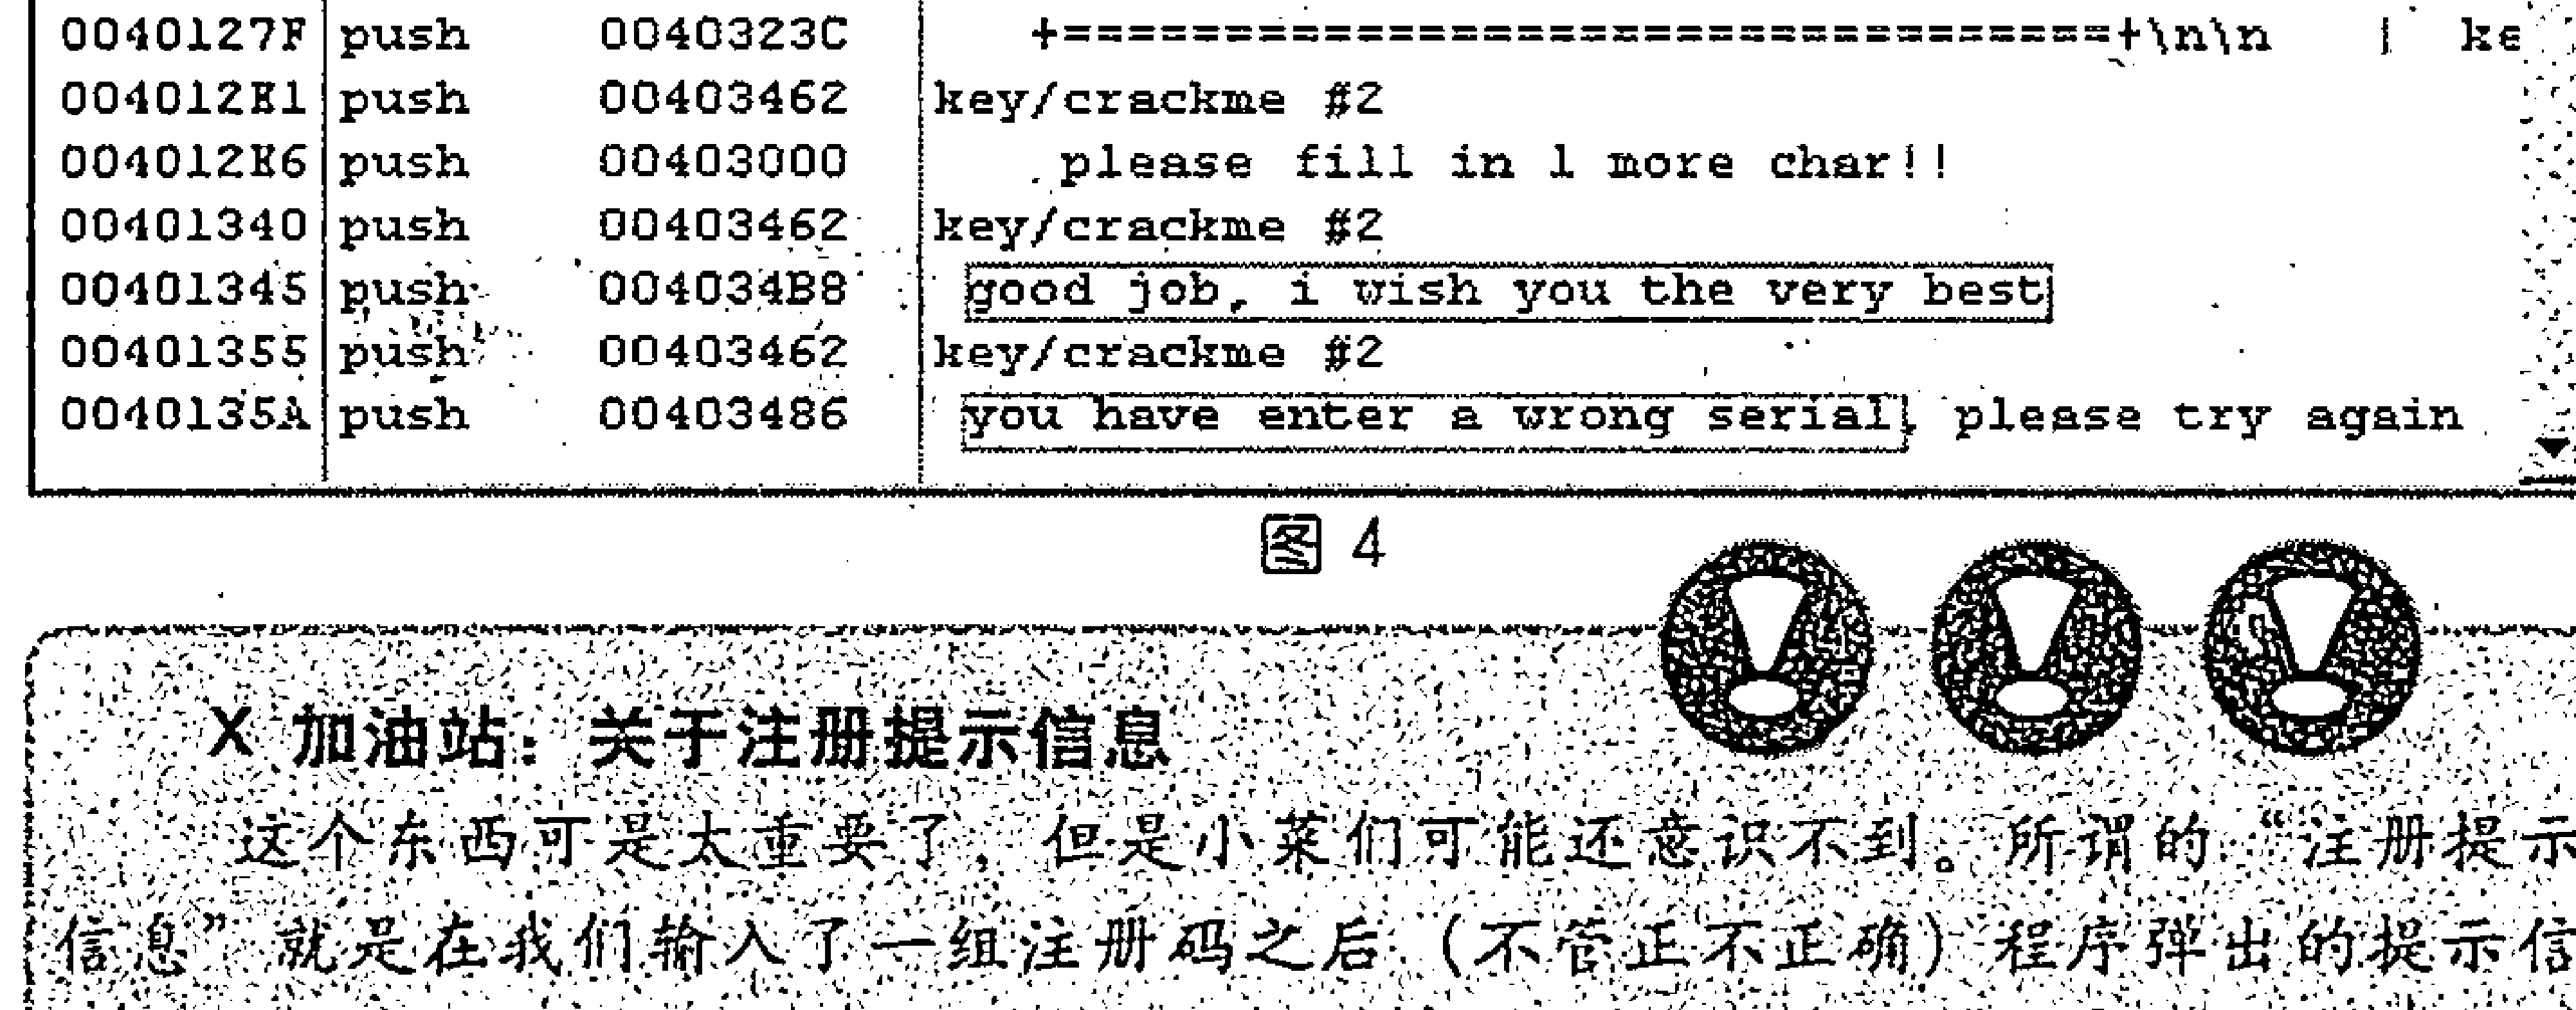 0040127F push 0040323C +=================================+\n\n | ke
004012E1 push 00403462 key/crackme #2
004012E6 push 00403000 please fill in 1 more char!!
00401340 push 00403462 key/crackme #2
00401345 push 004034B8 good job, i wish you the very best
00401355 push 00403462 key/crackme #2
0040135A push 00403486 you have enter a wrong serial, please try again
图 4
X 加油站：关于注册提示信息
这个东西可是太重要了，但是小菜们可能还意识不到。所谓的“注册提示
信息”就是在我们输入了一组注册码之后（不管正不正确）程序弹出的提示信